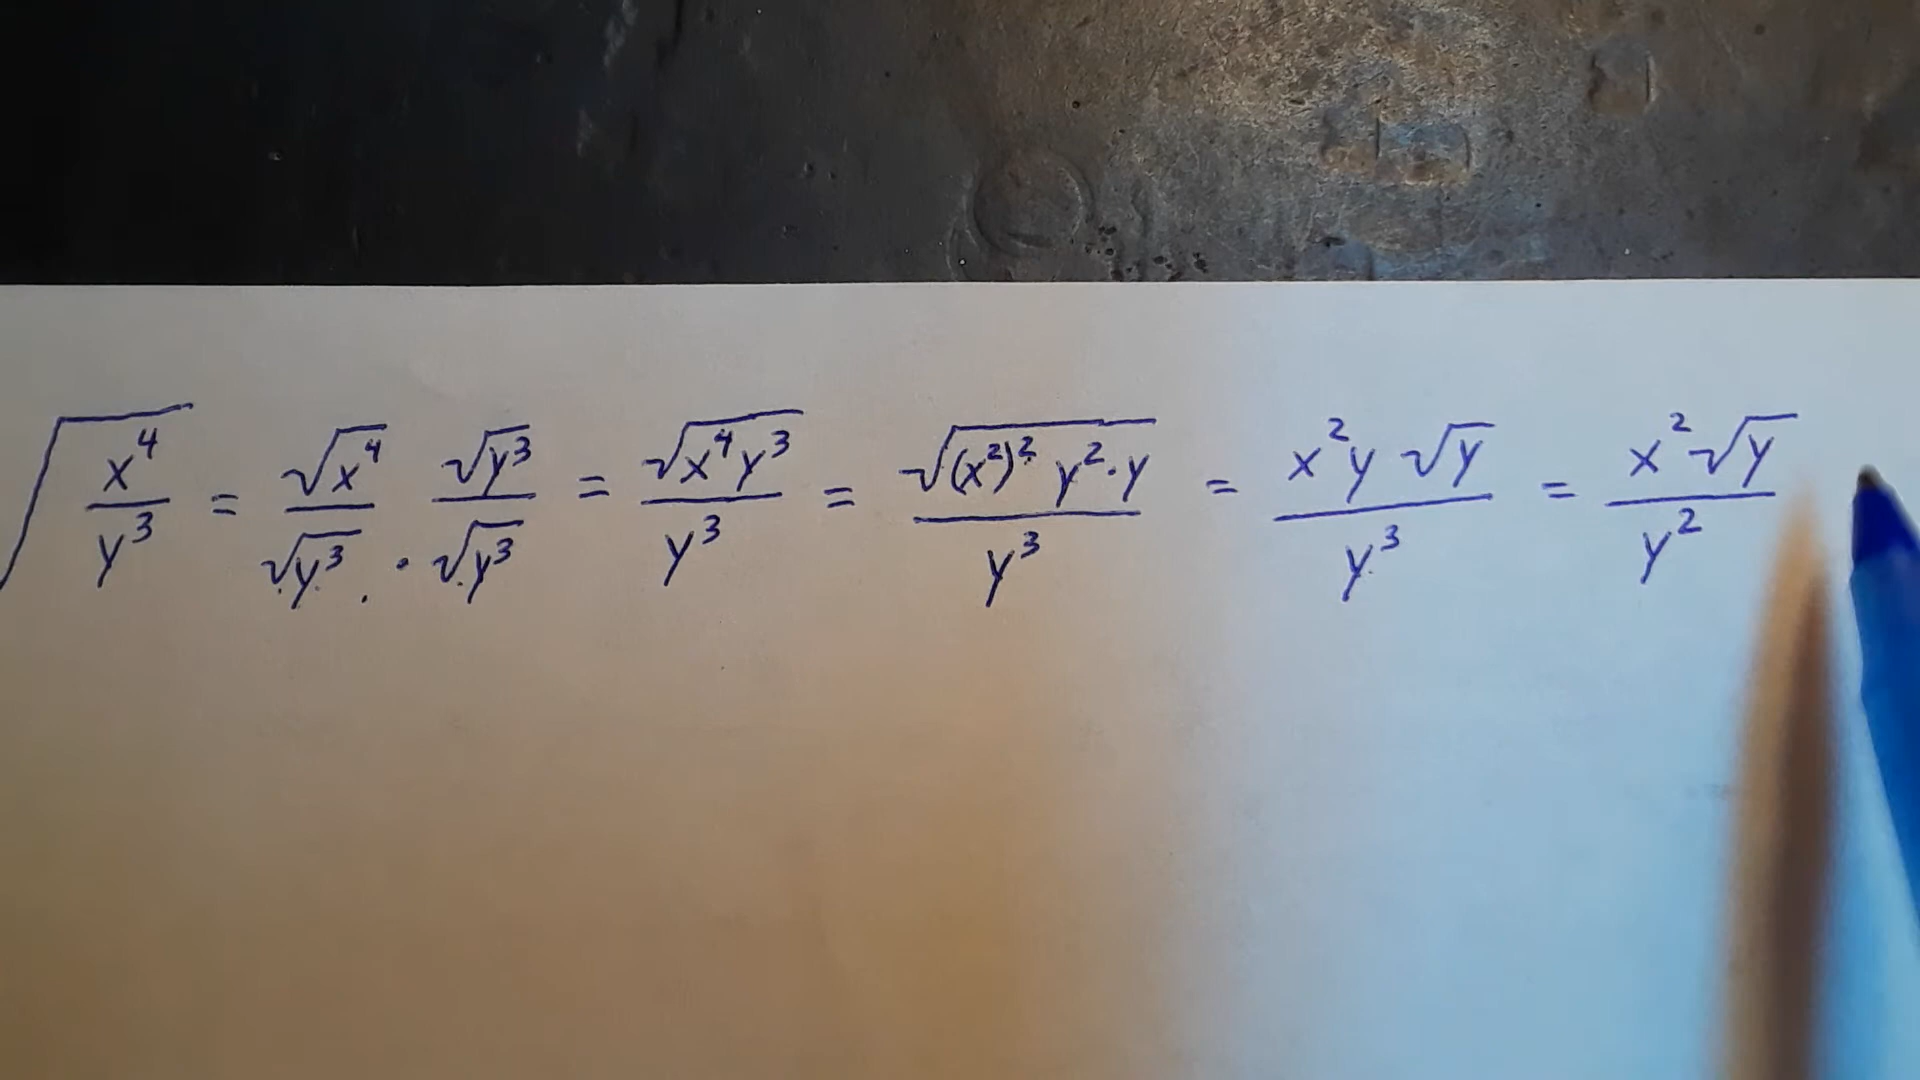 √(x⁴/y³) = √x⁴/√y³ · √y³/√y³ = √(x⁴y³)/y³ = √((x²)² y²·y)/y³ = x²y√y/y³ = x²√y/y²